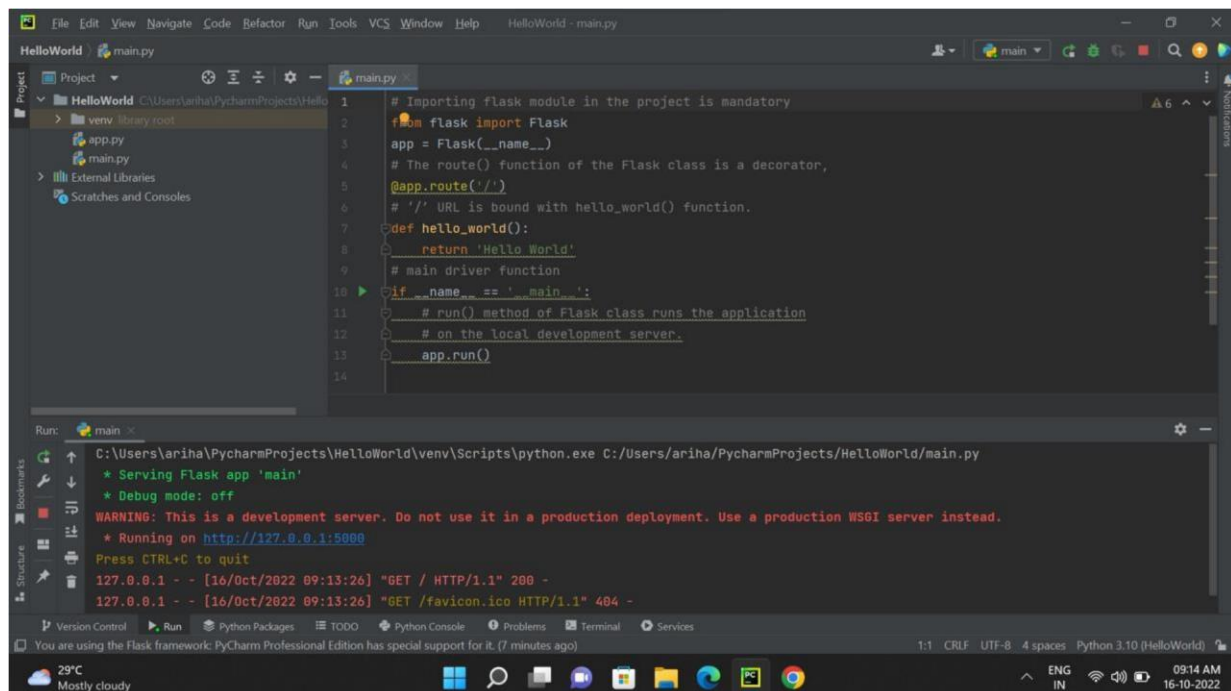 File Edit View Navigate Code Refactor Run Tools VCS Window Help HelloWorld - main.py
HelloWorld main.py main
Project main.py
HelloWorld C:\Users\ariha\PycharmProjects\Hello
venv library root
app.py
main.py
External Libraries
Scratches and Consoles
Project
Notifications
6
1 # Importing flask module in the project is mandatory
2 from flask import Flask
3 app = Flask(__name__)
4 # The route() function of the Flask class is a decorator,
5 @app.route('/')
6 # ‘/’ URL is bound with hello_world() function.
7 def hello_world():
8 return 'Hello World'
9 # main driver function
10 if __name__ == '__main__':
11 # run() method of Flask class runs the application
12 # on the local development server.
13 app.run()
14
Run: main
C:\Users\ariha\PycharmProjects\HelloWorld\venv\Scripts\python.exe C:/Users/ariha/PycharmProjects/HelloWorld/main.py
* Serving Flask app 'main'
* Debug mode: off
WARNING: This is a development server. Do not use it in a production deployment. Use a production WSGI server instead.
* Running on http://127.0.0.1:5000
Press CTRL+C to quit
127.0.0.1 - - [16/Oct/2022 09:13:26] "GET / HTTP/1.1" 200 -
127.0.0.1 - - [16/Oct/2022 09:13:26] "GET /favicon.ico HTTP/1.1" 404 -
Bookmarks
Structure
Version Control Run Python Packages TODO Python Console Problems Terminal Services
You are using the Flask framework: PyCharm Professional Edition has special support for it. (7 minutes ago) 1:1 CRLF UTF-8 4 spaces Python 3.10 (HelloWorld)
29°C
Mostly cloudy
PC
ENG
IN
09:14 AM
16-10-2022